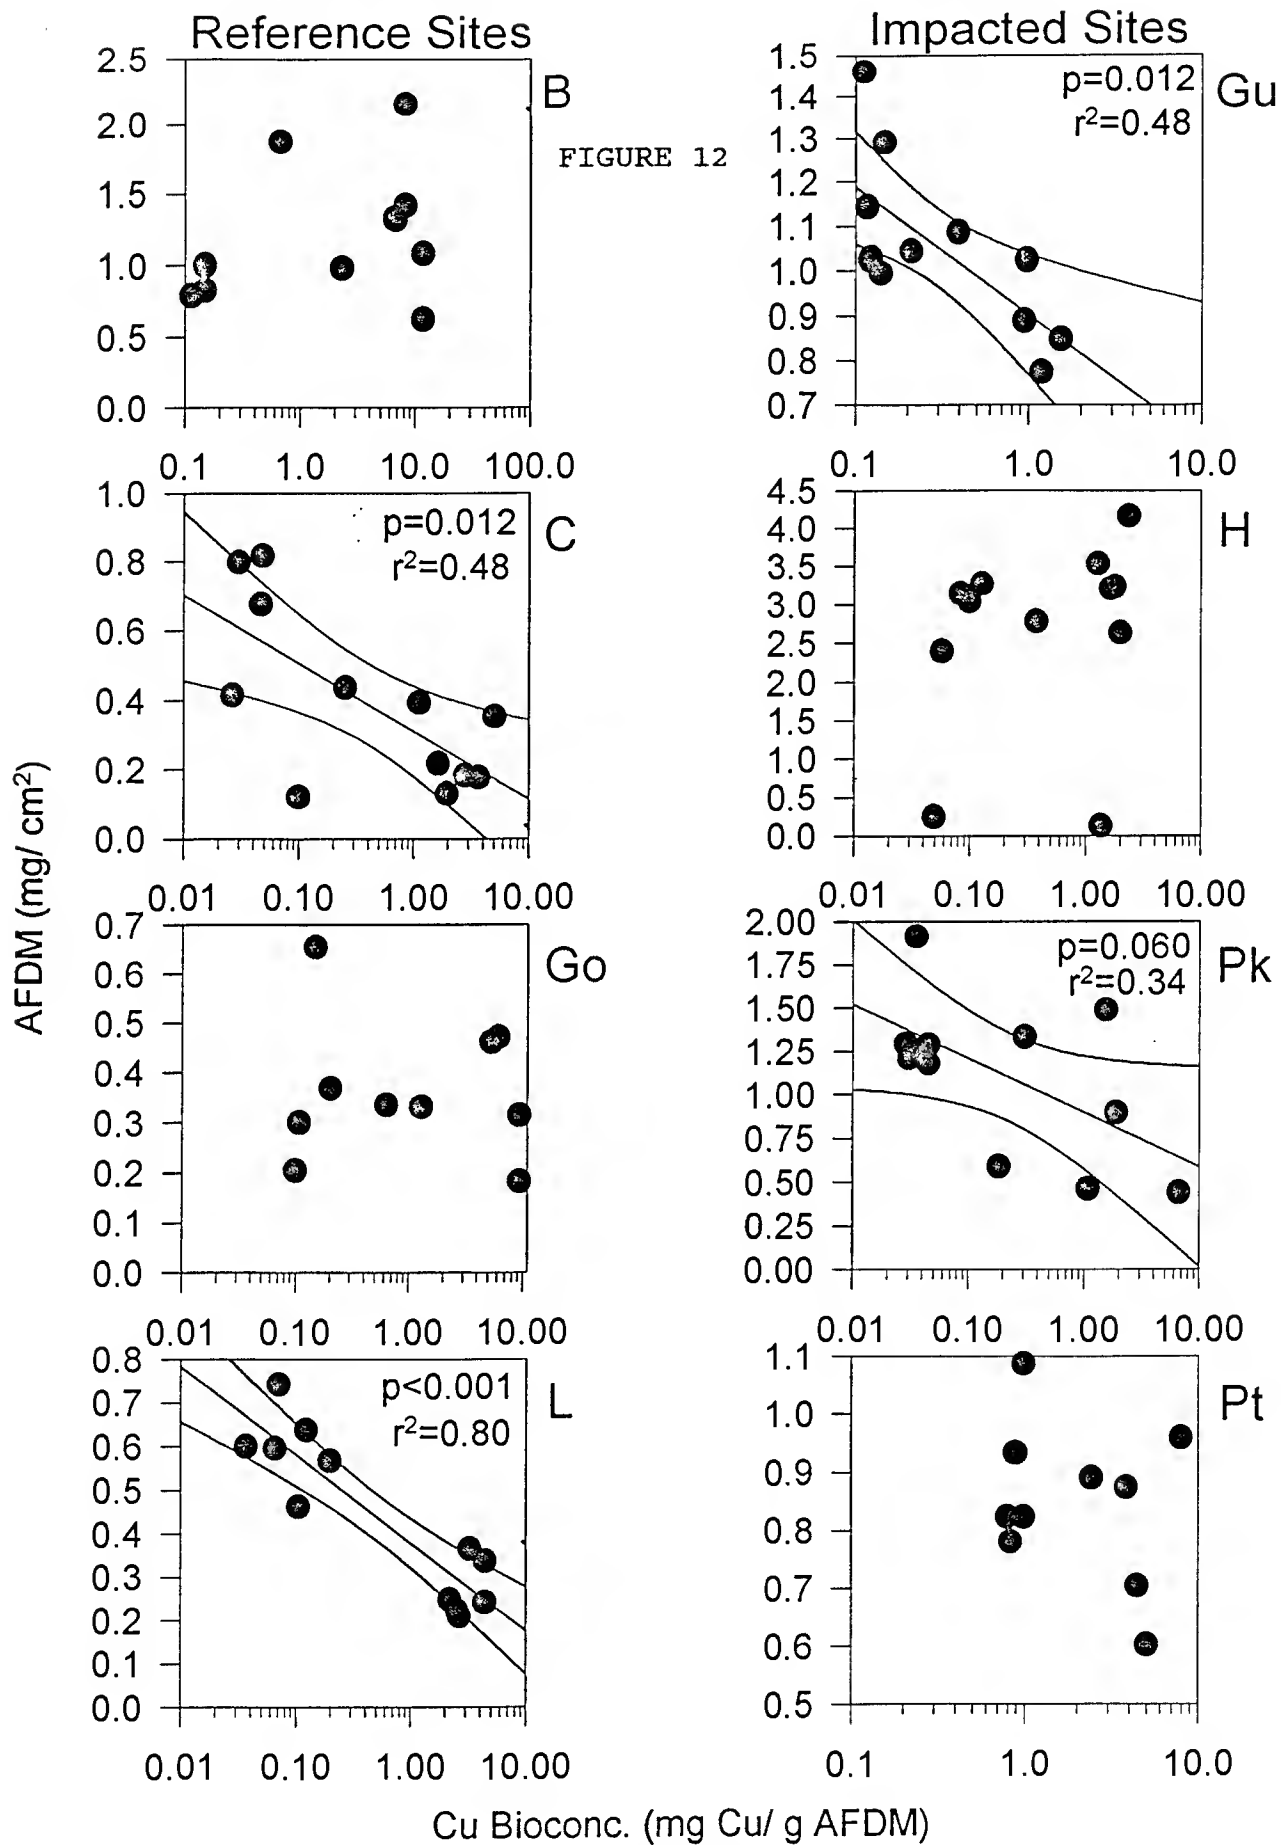 Reference Sites
Impacted Sites
2.5
2.0
1.5
1.0
0.5
0.0
B
0.1 1.0 10.0 100.0
FIGURE 12
1.5
1.4
1.3
1.2
1.1
1.0
0.9
0.8
0.7
p=0.012
r²=0.48
Gu
0.1 1.0 10.0
1.0
0.8
0.6
0.4
0.2
0.0
p=0.012
r²=0.48
C
0.01 0.10 1.00 10.00
4.5
4.0
3.5
3.0
2.5
2.0
1.5
1.0
0.5
0.0
H
0.01 0.10 1.00 10.00
AFDM (mg/ cm²)
0.7
0.6
0.5
0.4
0.3
0.2
0.1
0.0
Go
0.01 0.10 1.00 10.00
2.00
1.75
1.50
1.25
1.00
0.75
0.50
0.25
0.00
p=0.060
r²=0.34
Pk
0.01 0.10 1.00 10.00
0.8
0.7
0.6
0.5
0.4
0.3
0.2
0.1
0.0
p<0.001
r²=0.80
L
0.01 0.10 1.00 10.00
1.1
1.0
0.9
0.8
0.7
0.6
0.5
Pt
0.1 1.0 10.0
Cu Bioconc. (mg Cu/ g AFDM)